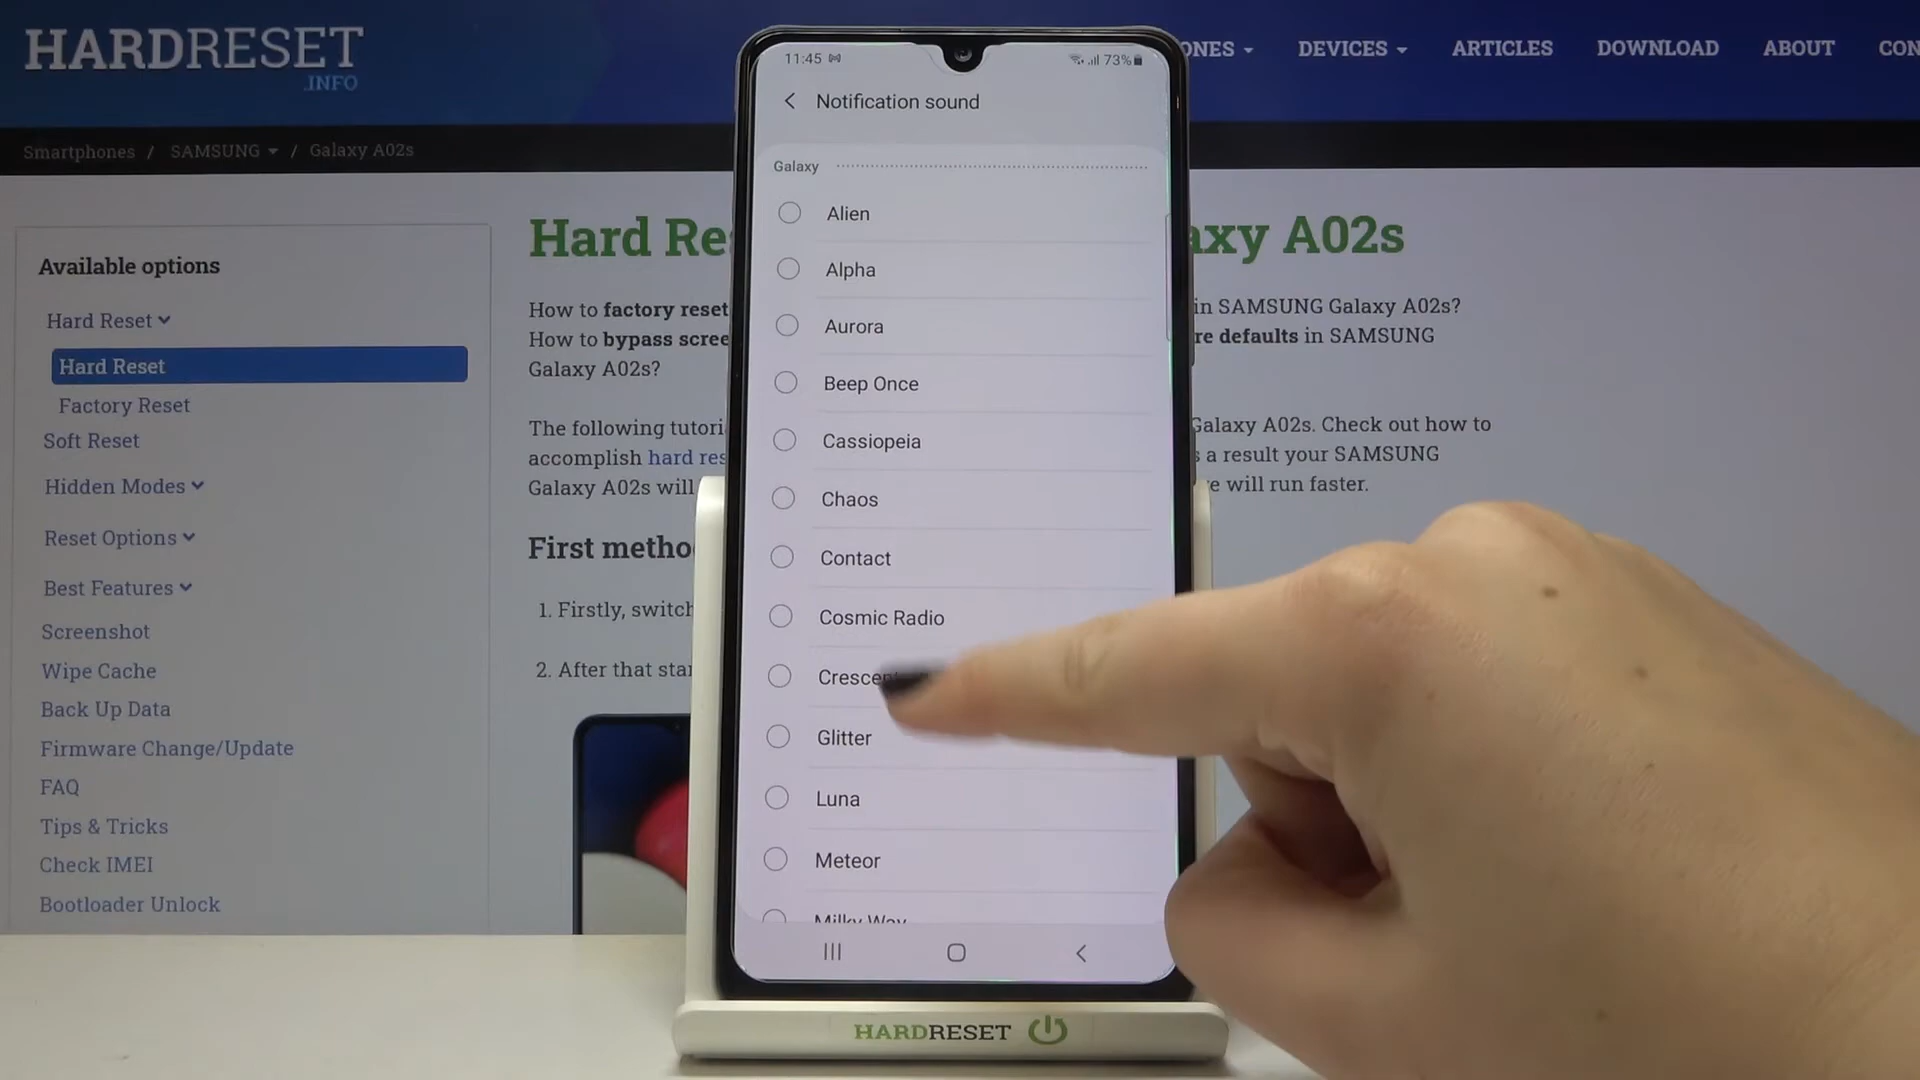 HARDRESET
.INFO
ONES
DEVICES
ARTICLES
DOWNLOAD
ABOUT
CON
Smartphones / SAMSUNG / Galaxy A02s
Available options
Hard Reset
Hard Reset
Factory Reset
Soft Reset
Hidden Modes
Reset Options
Best Features
Screenshot
Wipe Cache
Back Up Data
Firmware Change/Update
FAQ
Tips & Tricks
Check IMEI
Bootloader Unlock
Hard Re
axy A02s
How to factory reset
in SAMSUNG Galaxy A02s?
How to bypass scree
re defaults in SAMSUNG
Galaxy A02s?
The following tutori
Galaxy A02s. Check out how to
accomplish hard res
s a result your SAMSUNG
Galaxy A02s will
e will run faster.
First metho
1. Firstly, switch
2. After that star
11:45
73%
Notification sound
Galaxy
Alien
Alpha
Aurora
Beep Once
Cassiopeia
Chaos
Contact
Cosmic Radio
Crescen
Glitter
Luna
Meteor
Milky Way
HARDRESET